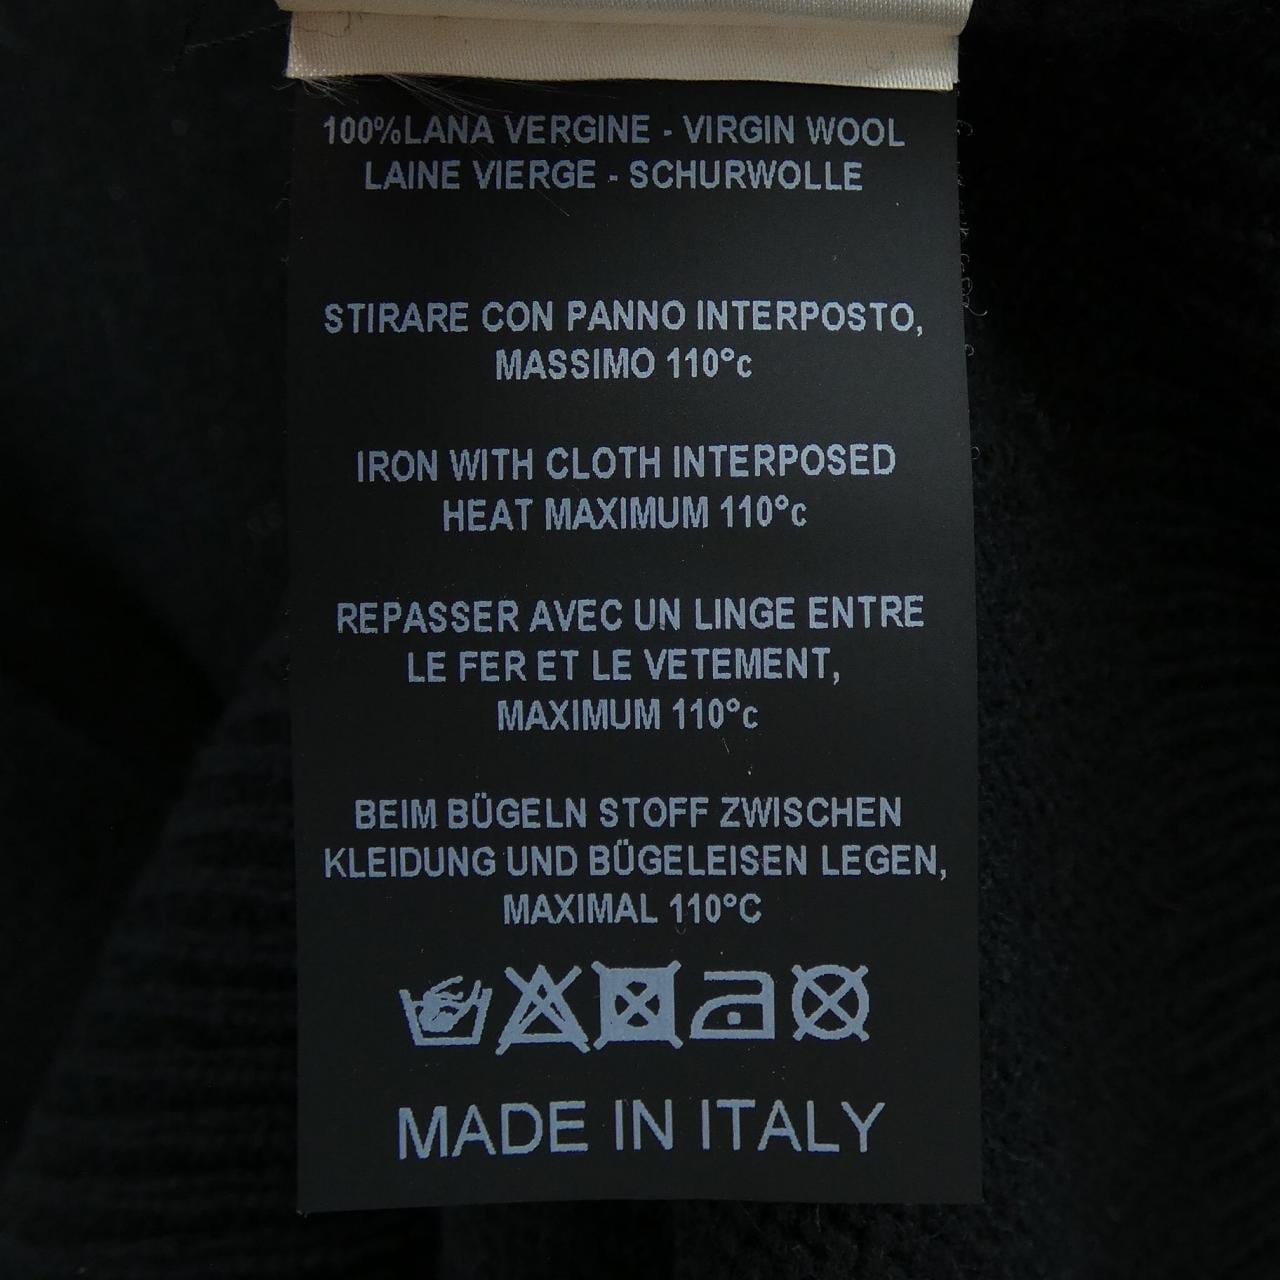 100%LANA VERGINE - VIRGIN WOOL
LAINE VIERGE - SCHURWOLLE
STIRARE CON PANNO INTERPOSTO,
MASSIMO 110°c
IRON WITH CLOTH INTERPOSED
HEAT MAXIMUM 110°c
REPASSER AVEC UN LINGE ENTRE
LE FER ET LE VETEMENT,
MAXIMUM 110°c
BEIM BÜGELN STOFF ZWISCHEN
KLEIDUNG UND BÜGELEISEN LEGEN,
MAXIMAL 110°C
MADE IN ITALY